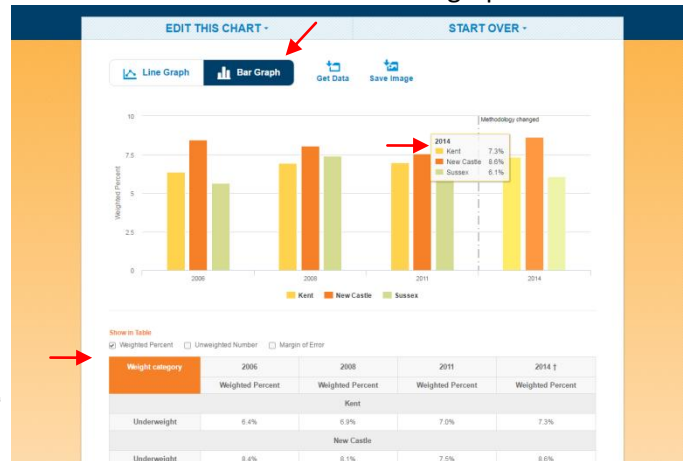 EDIT THIS CHART -
START OVER -
Line Graph
Bar Graph
Get Data
Save Image
10
7.5
5
2.5
0
Weighted Percent
Methodology changed
2014
Kent 7.3%
New Castle 8.6%
Sussex 6.1%
2006 2008 2011 2014
Kent New Castle Sussex
Show in Table
Weighted Percent Unweighted Number Margin of Error
Weight category 2006 2008 2011 2014 †
Weighted Percent Weighted Percent Weighted Percent Weighted Percent
Kent
Underweight 6.4% 6.9% 7.0% 7.3%
New Castle
Underweight 8.4% 8.1% 7.5% 8.6%